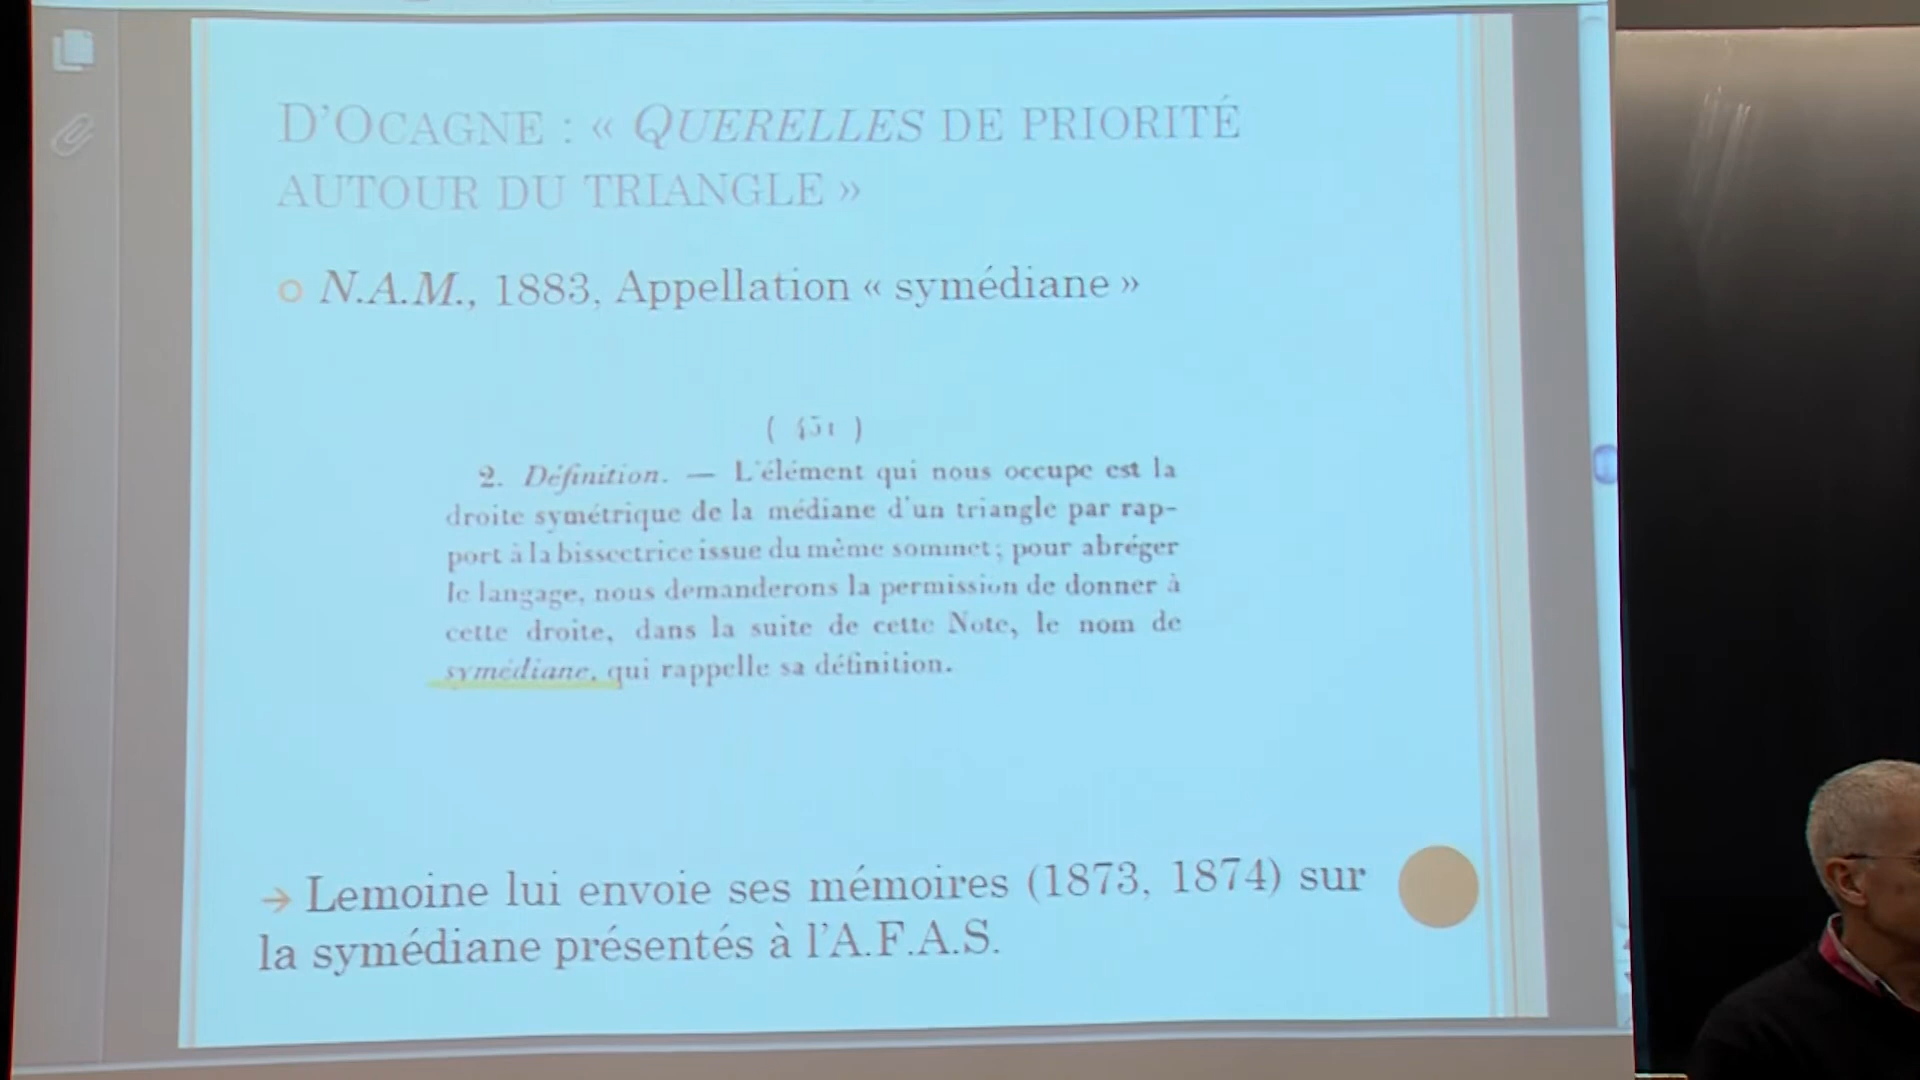 D'OCAGNE : « QUERELLES DE PRIORITÉ
AUTOUR DU TRIANGLE »
N.A.M., 1883, Appellation « symédiane »
( 451 )
2. Définition. — L'élément qui nous occupe est la
droite symétrique de la médiane d'un triangle par rap-
port à la bissectrice issue du même sommet; pour abréger
le langage, nous demanderons la permission de donner à
cette droite, dans la suite de cette Note, le nom de
symédiane, qui rappelle sa définition.
→ Lemoine lui envoie ses mémoires (1873, 1874) sur
la symédiane présentés à l'A.F.A.S.